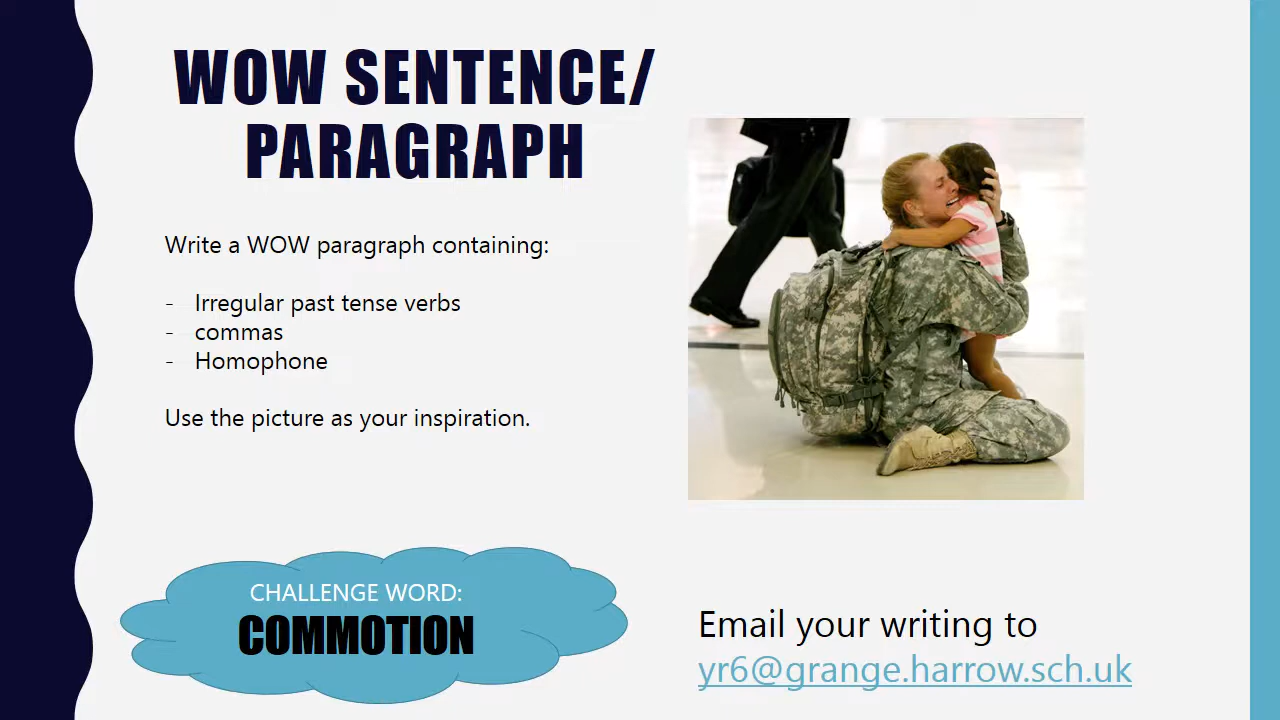 WOW SENTENCE/
PARAGRAPH
Write a WOW paragraph containing:
- Irregular past tense verbs
- commas
- Homophone
Use the picture as your inspiration.
CHALLENGE WORD:
COMMOTION
Email your writing to
yr6@grange.harrow.sch.uk